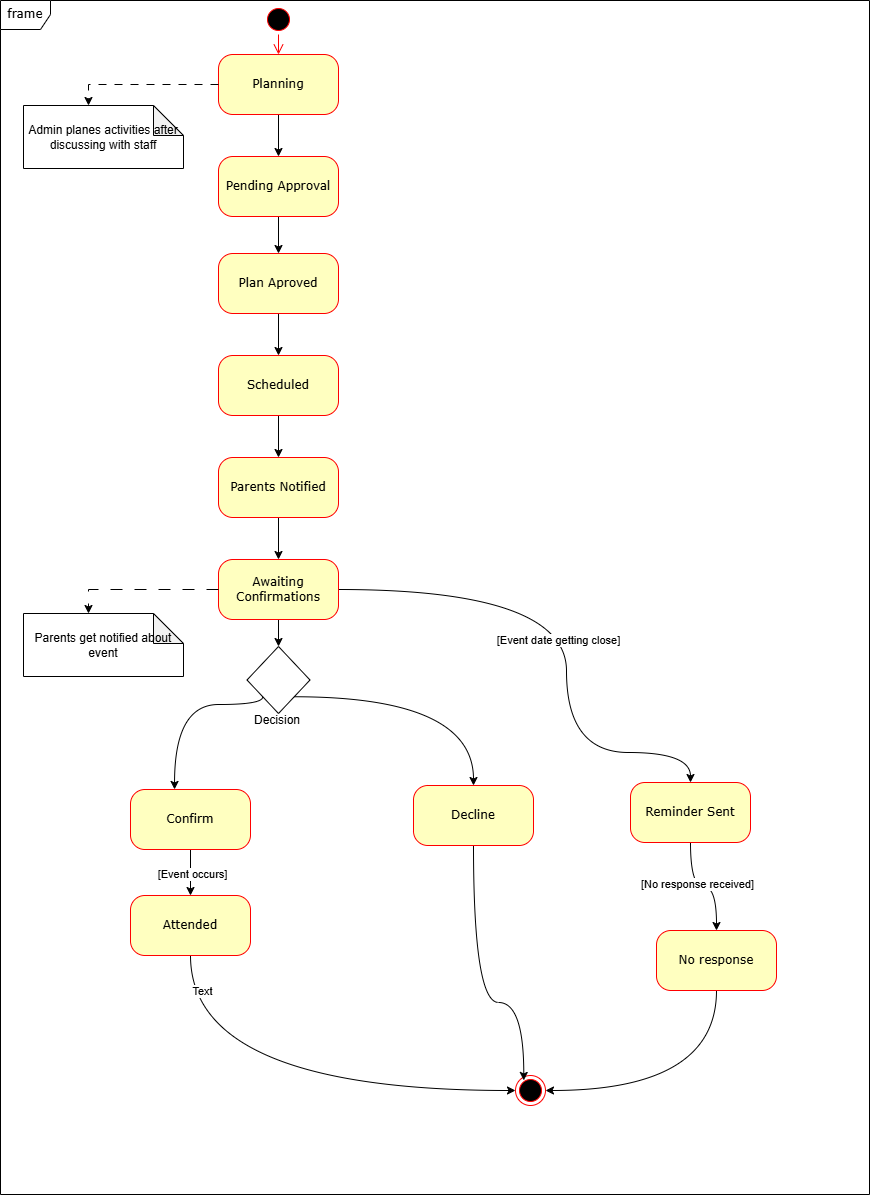 frame
Planning
Admin planes activities after
discussing with staff
Pending Approval
Plan Aproved
Scheduled
Parents Notified
Awaiting
Confirmations
Parents get notified about
event
[Event date getting close]
Decision
Confirm
Decline
Reminder Sent
[Event occurs]
[No response received]
Attended
No response
Text